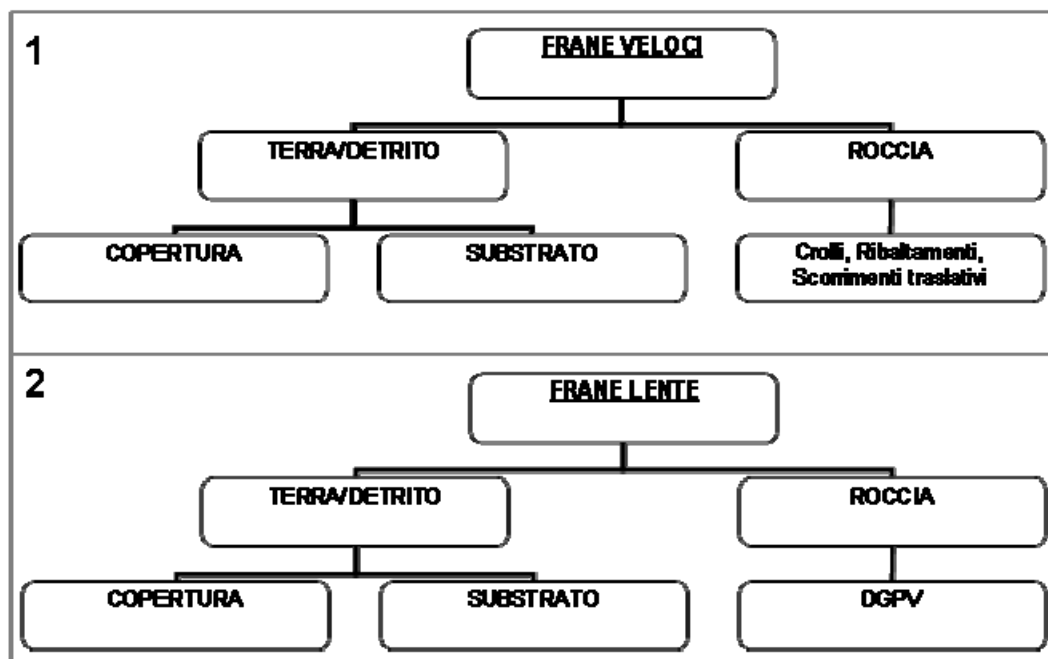 1
FRANE VELOCI
TERRA/DETRITO
ROCCIA
COPERTURA
SUBSTRATO
Crolli, Ribaltamenti,
Scorrimenti traslativi
2
FRANE LENTE
TERRA/DETRITO
ROCCIA
COPERTURA
SUBSTRATO
DGPV